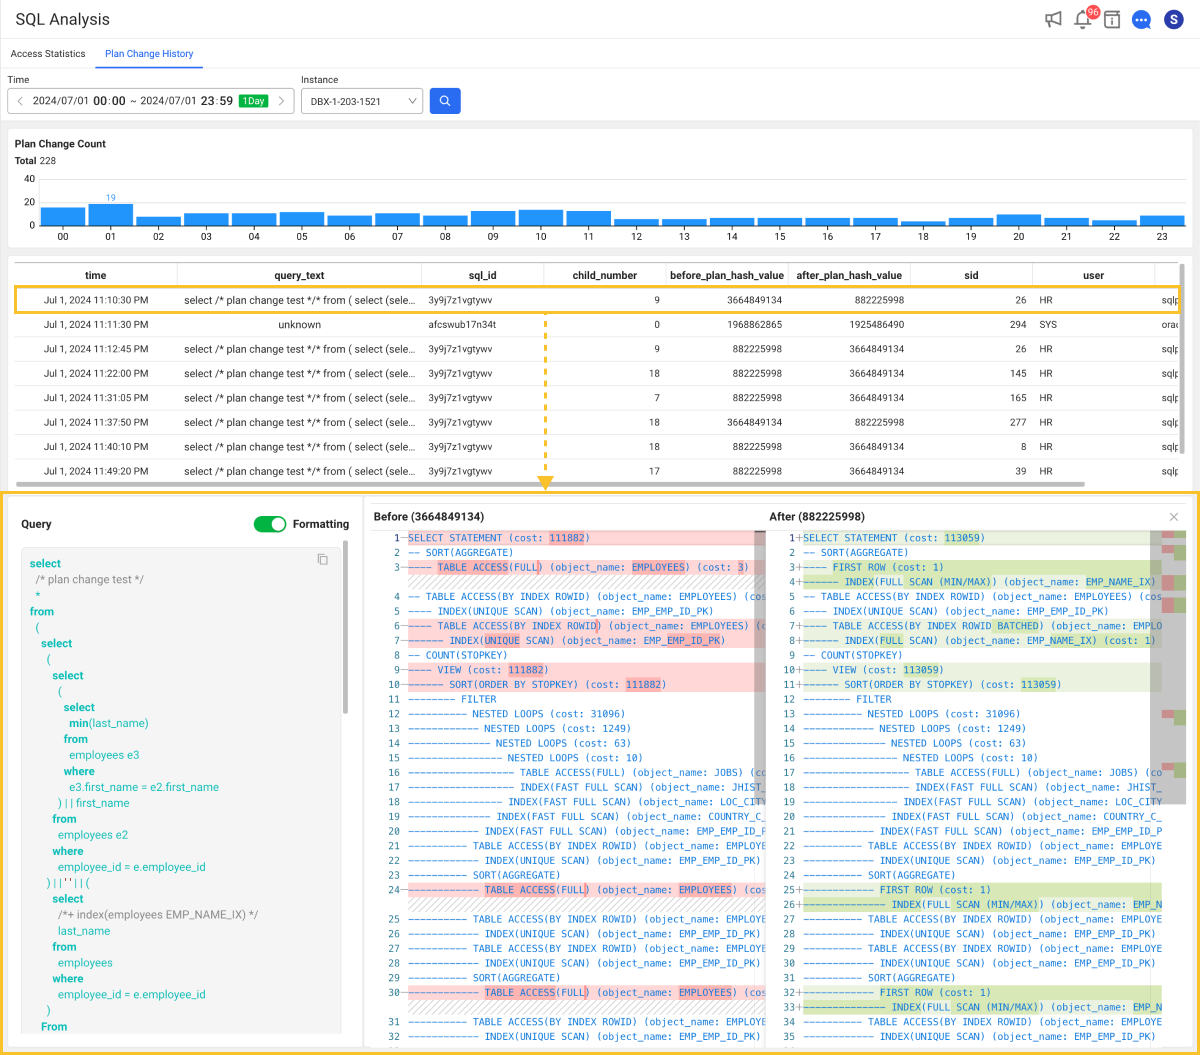 SQL Analysis
96
S
Access Statistics Plan Change History
Time Instance
2024/07/01 00:00 ~ 2024/07/01 23:59 1Day DBX-1-203-1521
Plan Change Count
Total 228
40
20
0
19
00 01 02 03 04 05 06 07 08 09 10 11 12 13 14 15 16 17 18 19 20 21 22 23
time query_text sql_id child_number before_plan_hash_value after_plan_hash_value sid user
Jul 1, 2024 11:10:30 PM select /* plan change test */* from ( select (sele... 3y9j7z1vgtywv 9 3664849134 882225998 26 HR sqlp
Jul 1, 2024 11:11:30 PM unknown afcswub17n34t 0 1968862865 1925486490 294 SYS orac
Jul 1, 2024 11:12:45 PM select /* plan change test */* from ( select (sele... 3y9j7z1vgtywv 9 882225998 3664849134 26 HR sqlp
Jul 1, 2024 11:22:00 PM select /* plan change test */* from ( select (sele... 3y9j7z1vgtywv 18 882225998 3664849134 145 HR sqlp
Jul 1, 2024 11:31:05 PM select /* plan change test */* from ( select (sele... 3y9j7z1vgtywv 7 882225998 3664849134 165 HR sqlp
Jul 1, 2024 11:37:50 PM select /* plan change test */* from ( select (sele... 3y9j7z1vgtywv 18 3664849134 882225998 277 HR sqlp
Jul 1, 2024 11:40:10 PM select /* plan change test */* from ( select (sele... 3y9j7z1vgtywv 18 882225998 3664849134 8 HR sqlp
Jul 1, 2024 11:49:20 PM select /* plan change test */* from ( select (sele... 3y9j7z1vgtywv 17 882225998 3664849134 39 HR sqlp
Query Formatting
select
/* plan change test */
*
from
(
select
(
select
(
select
min(last_name)
from
employees e3
where
e3.first_name = e2.first_name
) || first_name
from
employees e2
where
employee_id = e.employee_id
) || ' ' || (
select
/*+ index(employees EMP_NAME_IX) */
last_name
from
employees
where
employee_id = e.employee_id
)
From
Before (3664849134)
1−SELECT STATEMENT (cost: 111882)
2 -- SORT(AGGREGATE)
3−---- TABLE ACCESS(FULL) (object_name: EMPLOYEES) (cost: 3)
4 -- TABLE ACCESS(BY INDEX ROWID) (object_name: EMPLOYEES) (cos
5 ---- INDEX(UNIQUE SCAN) (object_name: EMP_EMP_ID_PK)
6−---- TABLE ACCESS(BY INDEX ROWID) (object_name: EMPLOYEES) (c
7−------ INDEX(UNIQUE SCAN) (object_name: EMP_EMP_ID_PK)
8 -- COUNT(STOPKEY)
9−---- VIEW (cost: 111882)
10−------ SORT(ORDER BY STOPKEY) (cost: 111882)
11 -------- FILTER
12 ---------- NESTED LOOPS (cost: 31096)
13 ------------ NESTED LOOPS (cost: 1249)
14 -------------- NESTED LOOPS (cost: 63)
15 ---------------- NESTED LOOPS (cost: 10)
16 ------------------ TABLE ACCESS(FULL) (object_name: JOBS) (co
17 ------------------ INDEX(FAST FULL SCAN) (object_name: JHIST_
18 ---------------- INDEX(FAST FULL SCAN) (object_name: LOC_CITY
19 -------------- INDEX(FAST FULL SCAN) (object_name: COUNTRY_C_
20 ------------ INDEX(FAST FULL SCAN) (object_name: EMP_EMP_ID_P
21 ---------- TABLE ACCESS(BY INDEX ROWID) (object_name: EMPLOYE
22 ------------ INDEX(UNIQUE SCAN) (object_name: EMP_EMP_ID_PK)
23 ---------- SORT(AGGREGATE)
24−------------ TABLE ACCESS(FULL) (object_name: EMPLOYEES) (cos
25 ---------- TABLE ACCESS(BY INDEX ROWID) (object_name: EMPLOYE
26 ------------ INDEX(UNIQUE SCAN) (object_name: EMP_EMP_ID_PK)
27 ---------- TABLE ACCESS(BY INDEX ROWID) (object_name: EMPLOYE
28 ------------ INDEX(UNIQUE SCAN) (object_name: EMP_EMP_ID_PK)
29 ---------- SORT(AGGREGATE)
30−------------ TABLE ACCESS(FULL) (object_name: EMPLOYEES) (cos
31 ---------- TABLE ACCESS(BY INDEX ROWID) (object_name: EMPLOYE
32 ------------ INDEX(UNIQUE SCAN) (object_name: EMP_EMP_ID_PK)
After (882225998)
1+SELECT STATEMENT (cost: 113059)
2 -- SORT(AGGREGATE)
3+---- FIRST ROW (cost: 1)
4+------ INDEX(FULL SCAN (MIN/MAX)) (object_name: EMP_NAME_IX)
5 -- TABLE ACCESS(BY INDEX ROWID) (object_name: EMPLOYEES) (cos
6 ---- INDEX(UNIQUE SCAN) (object_name: EMP_EMP_ID_PK)
7+---- TABLE ACCESS(BY INDEX ROWID BATCHED) (object_name: EMPLO
8+------ INDEX(FULL SCAN) (object_name: EMP_NAME_IX) (cost: 1)
9 -- COUNT(STOPKEY)
10+---- VIEW (cost: 113059)
11+------ SORT(ORDER BY STOPKEY) (cost: 113059)
12 -------- FILTER
13 ---------- NESTED LOOPS (cost: 31096)
14 ------------ NESTED LOOPS (cost: 1249)
15 -------------- NESTED LOOPS (cost: 63)
16 ---------------- NESTED LOOPS (cost: 10)
17 ------------------ TABLE ACCESS(FULL) (object_name: JOBS) (co
18 ------------------ INDEX(FAST FULL SCAN) (object_name: JHIST_
19 ---------------- INDEX(FAST FULL SCAN) (object_name: LOC_CITY
20 -------------- INDEX(FAST FULL SCAN) (object_name: COUNTRY_C_
21 ------------ INDEX(FAST FULL SCAN) (object_name: EMP_EMP_ID_P
22 ---------- TABLE ACCESS(BY INDEX ROWID) (object_name: EMPLOYE
23 ------------ INDEX(UNIQUE SCAN) (object_name: EMP_EMP_ID_PK)
24 ---------- SORT(AGGREGATE)
25+------------ FIRST ROW (cost: 1)
26+-------------- INDEX(FULL SCAN (MIN/MAX)) (object_name: EMP_N
27 ---------- TABLE ACCESS(BY INDEX ROWID) (object_name: EMPLOYE
28 ------------ INDEX(UNIQUE SCAN) (object_name: EMP_EMP_ID_PK)
29 ---------- TABLE ACCESS(BY INDEX ROWID) (object_name: EMPLOYE
30 ------------ INDEX(UNIQUE SCAN) (object_name: EMP_EMP_ID_PK)
31 ---------- SORT(AGGREGATE)
32+------------ FIRST ROW (cost: 1)
33+-------------- INDEX(FULL SCAN (MIN/MAX)) (object_name: EMP_N
34 ---------- TABLE ACCESS(BY INDEX ROWID) (object_name: EMPLOYE
35 ------------ INDEX(UNIQUE SCAN) (object_name: EMP_EMP_ID_PK)